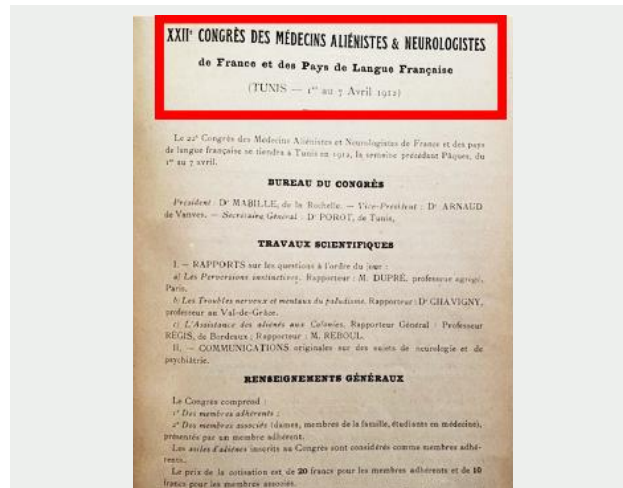 XXIIᵉ CONGRÈS DES MÉDECINS ALIÉNISTES & NEUROLOGISTES
de France et des Pays de Langue Française
(TUNIS — 1ᵉʳ au 7 Avril 1912)
Le 22ᵉ Congrès des Médecins Aliénistes et Neurologistes de France et des pays
de langue française se tiendra à Tunis en 1912, la semaine précédant Pâques, du
1ᵉʳ au 7 avril.
BUREAU DU CONGRÈS
Président : Dʳ MABILLE, de la Rochelle. — Vice-Président : Dʳ ARNAUD
de Vanves. — Secrétaire Général : Dʳ POROT, de Tunis.
TRAVAUX SCIENTIFIQUES
I. — RAPPORTS sur les questions à l'ordre du jour :
a) Les Perversions instinctives. Rapporteur : M. DUPRÉ, professeur agrégé,
Paris.
b) Les Troubles nerveux et mentaux du paludisme. Rapporteur : Dʳ CHAVIGNY,
professeur au Val-de-Grâce.
c) L'Assistance des aliénés aux Colonies. Rapporteur Général : Professeur
RÉGIS, de Bordeaux ; Rapporteur : M. REBOUL.
II. — COMMUNICATIONS originales sur des sujets de neurologie et de
psychiâtrie.
RENSEIGNEMENTS GÉNÉRAUX
Le Congrès comprend :
1° Des membres adhérents ;
2° Des membres associés (dames, membres de la famille, étudiants en médecine),
présentés par un membre adhérent.
Les asiles d'aliénés inscrits au Congrès sont considérés comme membres adhé-
rents.
Le prix de la cotisation est de 20 francs pour les membres adhérents et de 10
francs pour les membres associés.